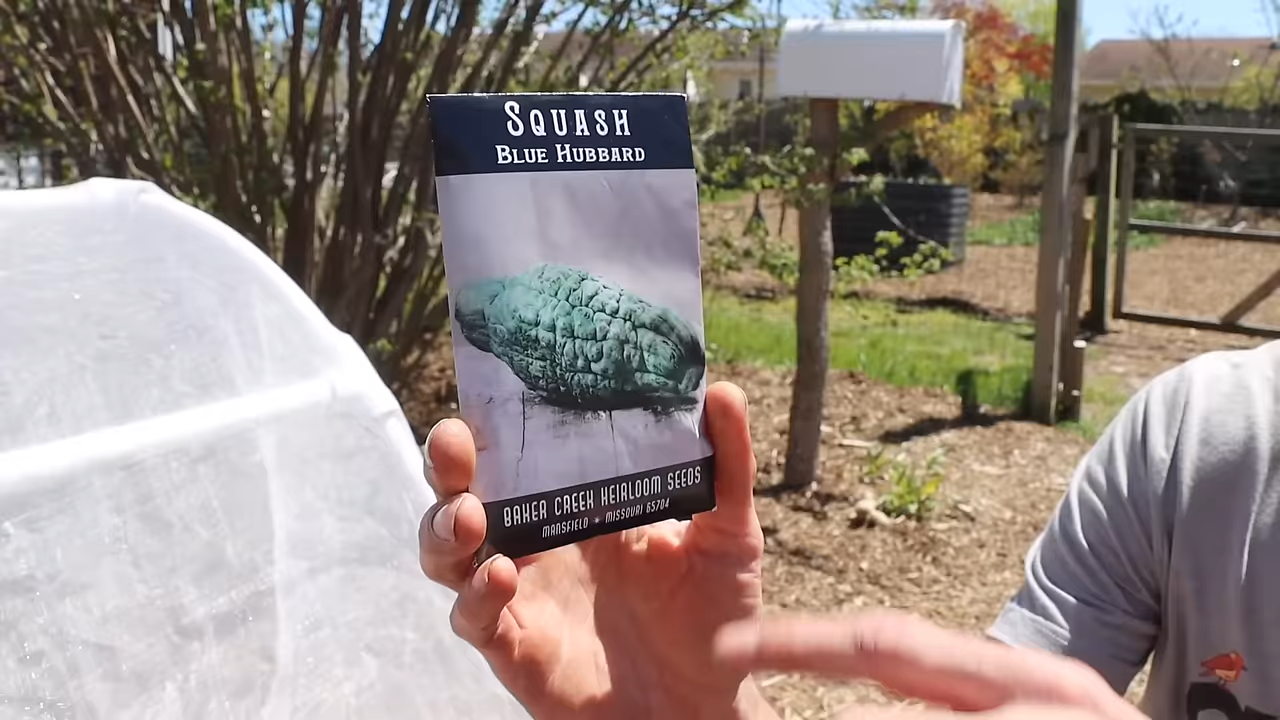 SQUASH
BLUE HUBBARD
BAKER CREEK HEIRLOOM SEEDS
MANSFIELD * MISSOURI 65704